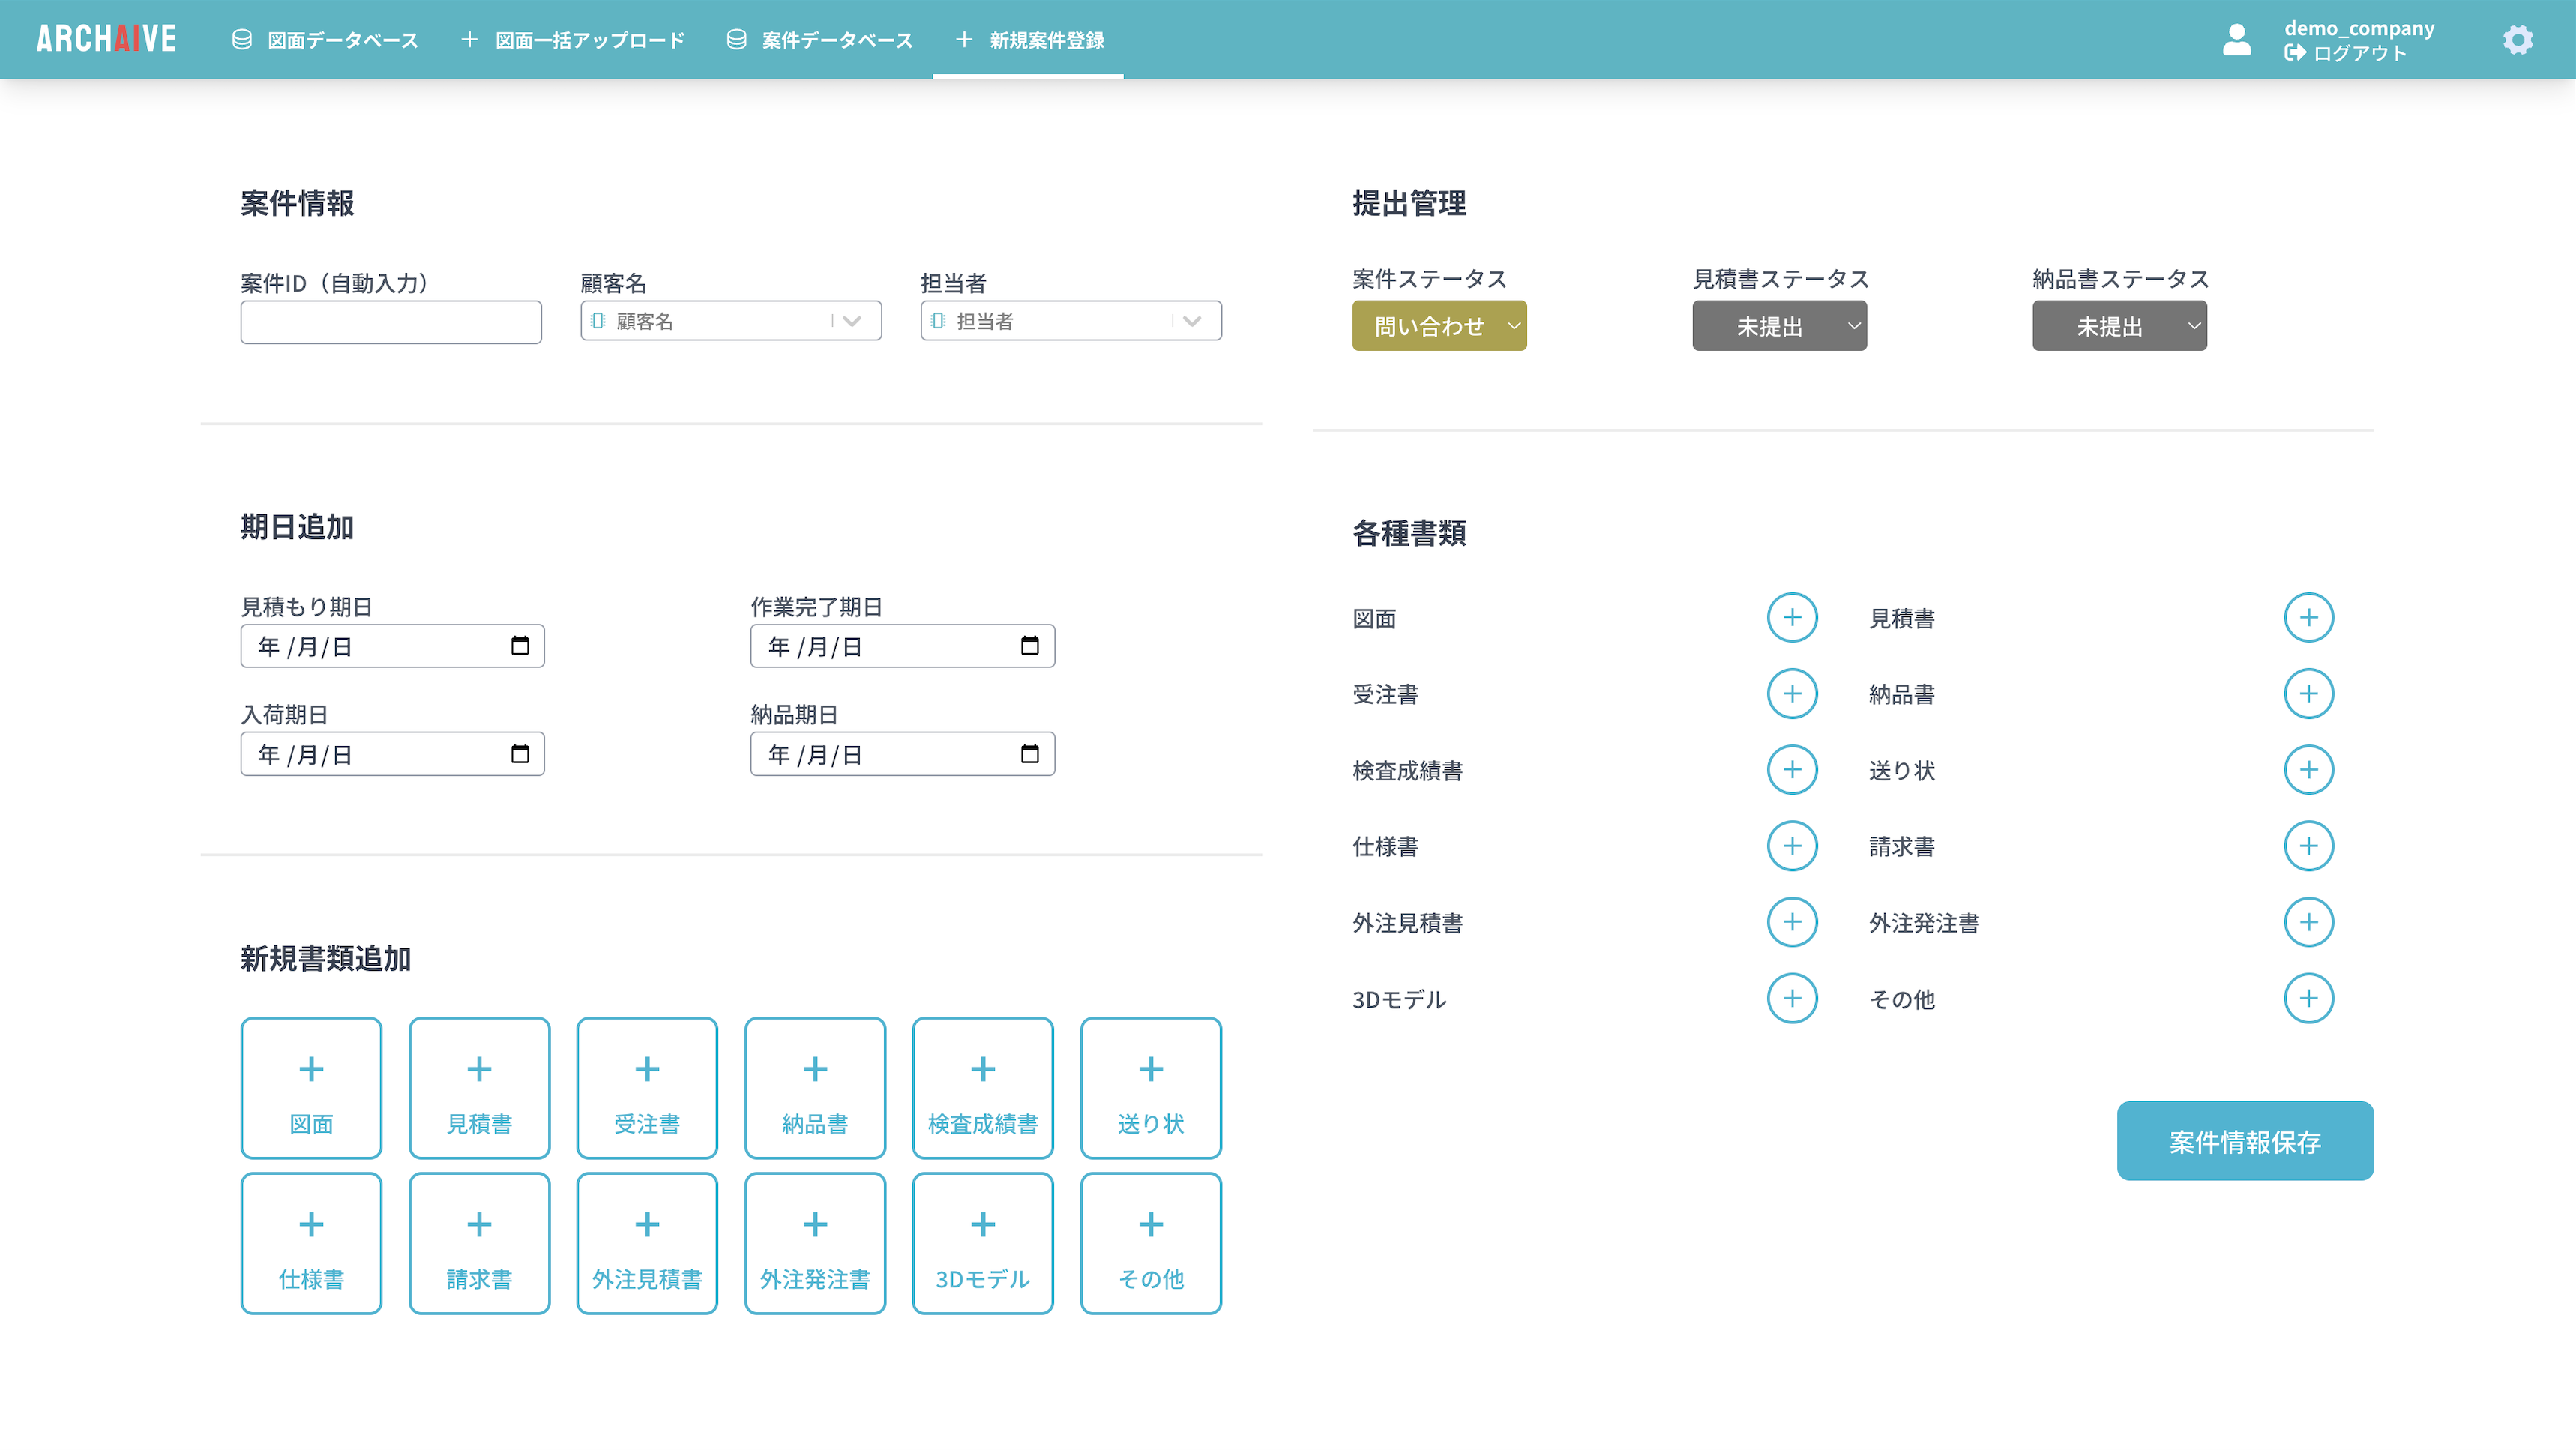 ARCHAIVE
図面データベース
図面一括アップロード
案件データベース
新規案件登録
demo_company
ログアウト
案件情報
案件ID（自動入力）
顧客名
担当者
顧客名
担当者
期日追加
見積もり期日
作業完了期日
年 /月/日
年 /月/日
入荷期日
納品期日
年 /月/日
年 /月/日
新規書類追加
図面
見積書
受注書
納品書
検査成績書
送り状
仕様書
請求書
外注見積書
外注発注書
3Dモデル
その他
提出管理
案件ステータス
見積書ステータス
納品書ステータス
問い合わせ
未提出
未提出
各種書類
図面
見積書
受注書
納品書
検査成績書
送り状
仕様書
請求書
外注見積書
外注発注書
3Dモデル
その他
案件情報保存